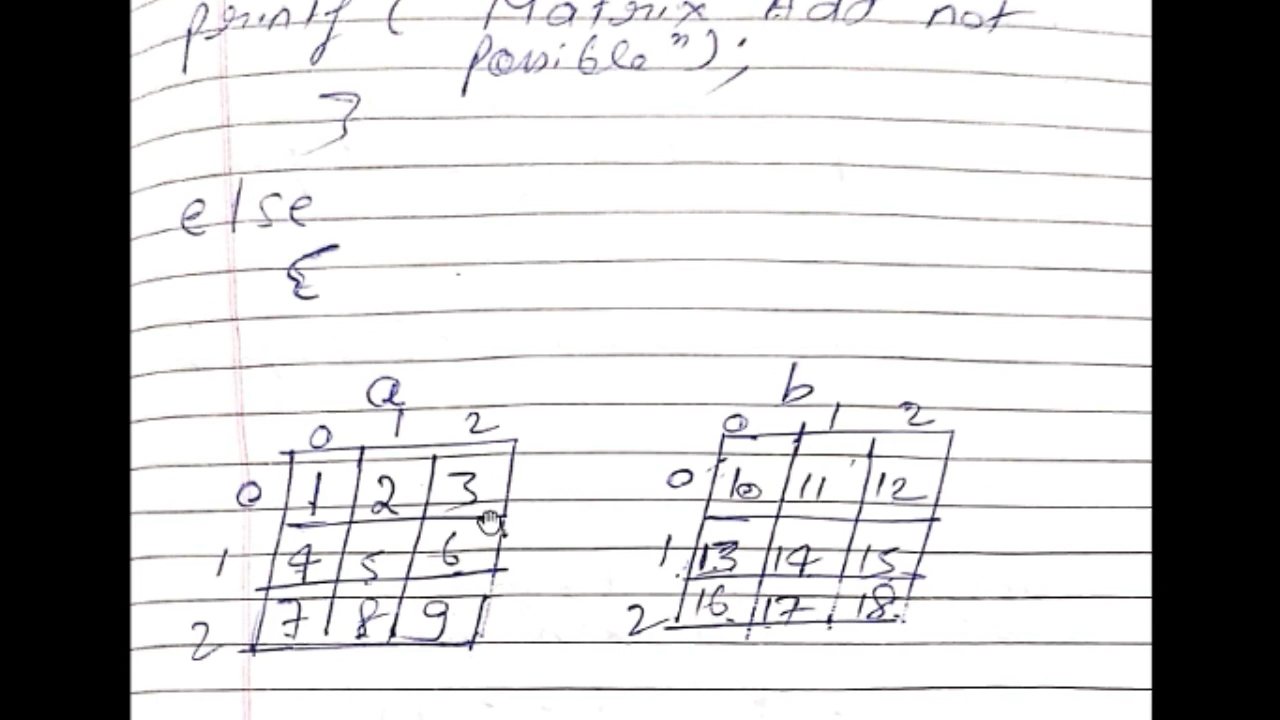 printf ( Matrix Add not
possible");
}
else
{
a b
0 1 2 0 1 2
0 1 2 3 0 10 11 12
1 4 5 6 1 13 14 15
2 7 8 9 2 16 17 18